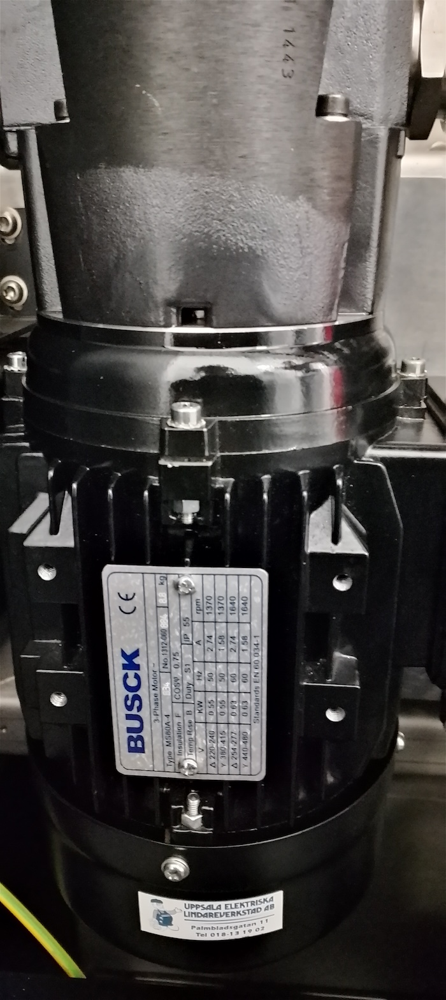 1443
BUSCK CE
3-Phase Motor ~
Type MS80A-4 B34 No.1312-060 8.8 kg
Insulation F COSφ 0.75
Temp Rise B Duty S1 IP 55
V KW Hz A rpm
Δ 220-240 0.55 50 2.74 1370
Y 380-415 0.55 50 1.58 1370
Δ 254-277 0.63 60 2.74 1640
Y 440-480 0.63 60 1.58 1640
Standards EN 60 034-1
UPPSALA ELEKTRISKA
LINDAREVERKSTAD AB
Palmbladsgatan 11
Tel 018-13 19 02